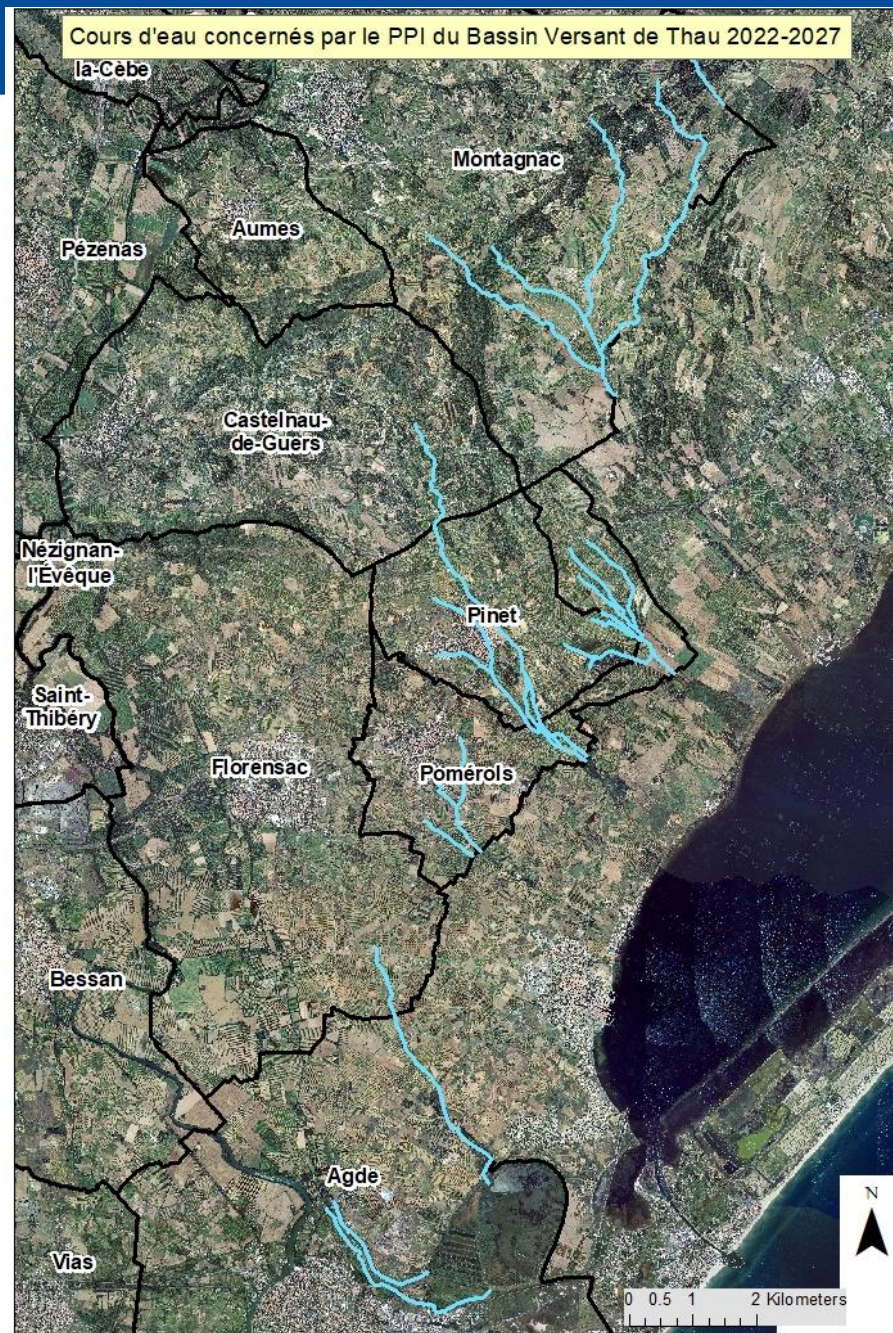 Cours d'eau concernés par le PPI du Bassin Versant de Thau 2022-2027
la-Cèbe
Montagnac
Aumes
Pézenas
Castelnau-
de-Guers
Nézignan-
l'Évêque
Pinet
Saint-
Thibéry
Florensac
Pomérols
Bessan
Agde
Vias
N
0 0.5 1 2 Kilometers